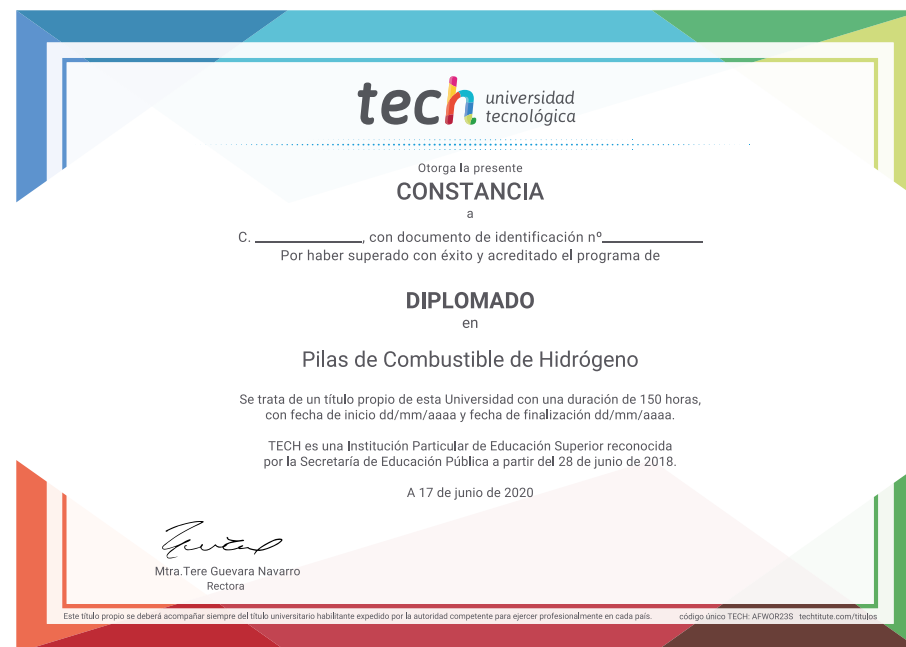 tech universidad
tecnológica
Otorga la presente
CONSTANCIA
a
C. ______________, con documento de identificación nº_____________
Por haber superado con éxito y acreditado el programa de
DIPLOMADO
en
Pilas de Combustible de Hidrógeno
Se trata de un título propio de esta Universidad con una duración de 150 horas,
con fecha de inicio dd/mm/aaaa y fecha de finalización dd/mm/aaaa.
TECH es una Institución Particular de Educación Superior reconocida
por la Secretaría de Educación Pública a partir del 28 de junio de 2018.
A 17 de junio de 2020
Mtra.Tere Guevara Navarro
Rectora
Este título propio se deberá acompañar siempre del título universitario habilitante expedido por la autoridad competente para ejercer profesionalmente en cada país. código único TECH: AFWOR23S techtitute.com/titulos